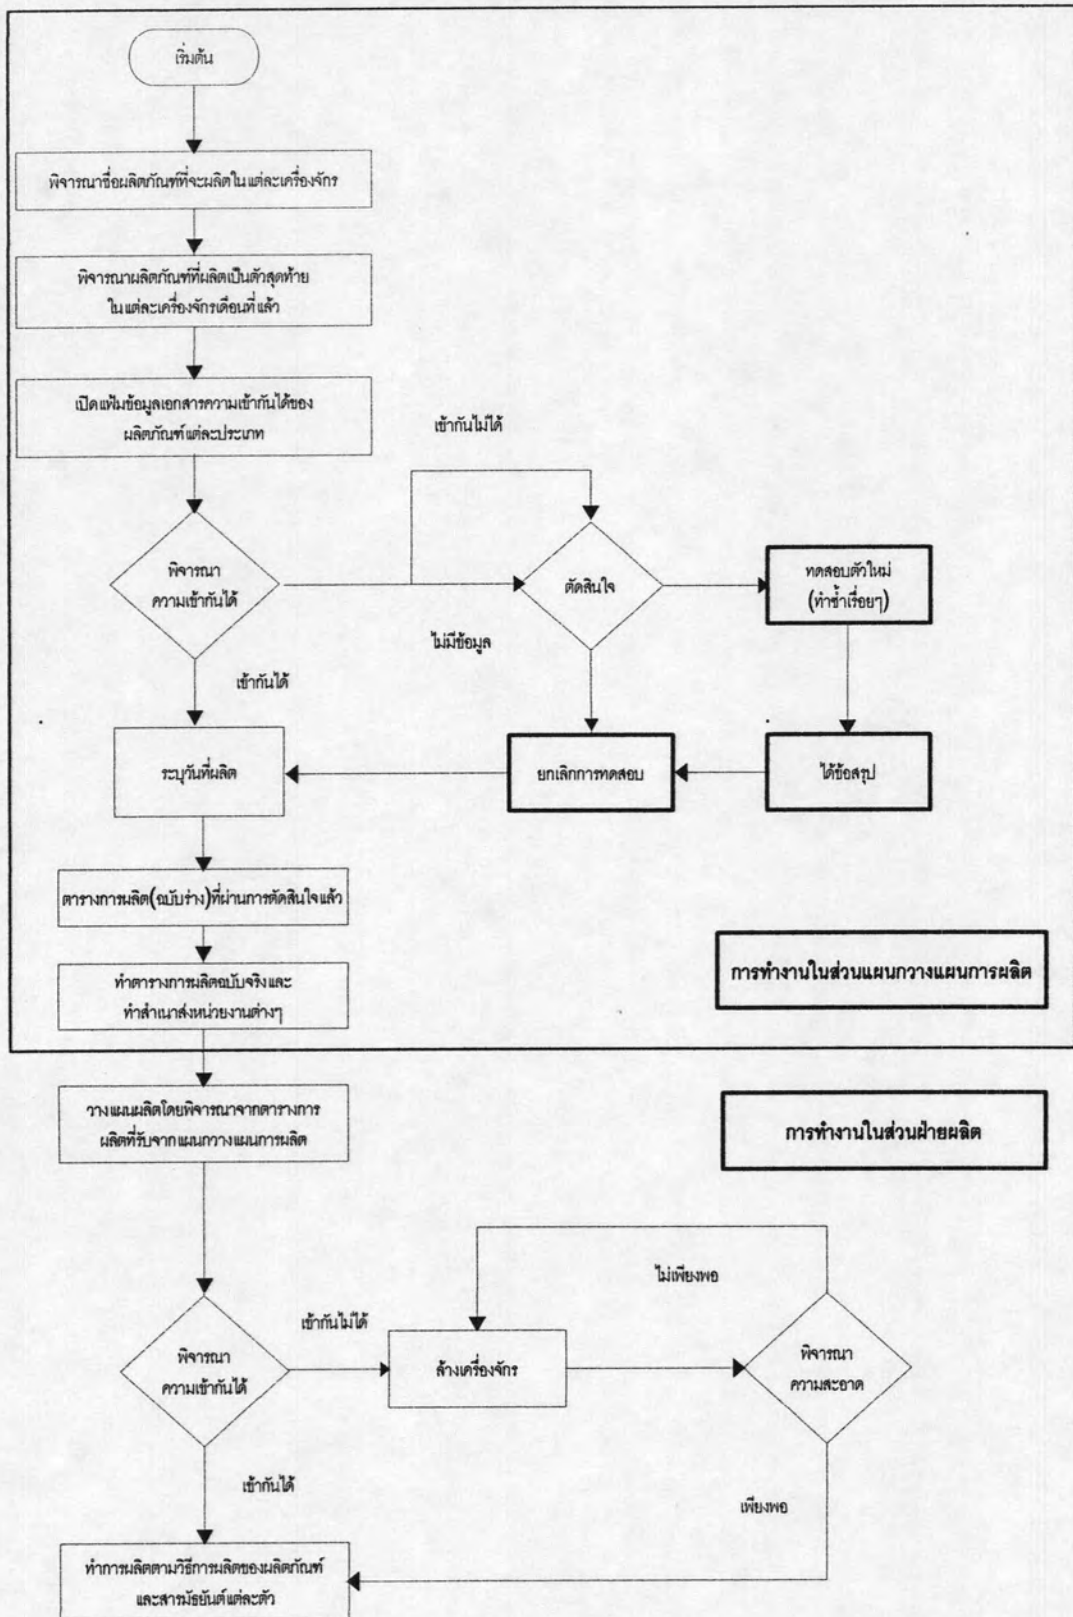 เริ่มต้น
พิจารณาชื่อผลิตภัณฑ์ที่จะผลิตในแต่ละเครื่องจักร
พิจารณาผลิตภัณฑ์ที่ผลิตเป็นตัวสุดท้าย
ในแต่ละเครื่องจักรเดือนที่แล้ว
เปิดแฟ้มข้อมูลเอกสารความเข้ากันได้ของ
ผลิตภัณฑ์แต่ละประเภท
เข้ากันไม่ได้
พิจารณา
ความเข้ากันได้
ตัดสินใจ
ทดสอบตัวใหม่
(ทำซ้ำเรื่อยๆ)
ไม่มีข้อมูล
เข้ากันได้
ระบุวันที่ผลิต
ยกเลิกการทดสอบ
ได้ข้อสรุป
ตารางการผลิต(ฉบับร่าง)ที่ผ่านการตัดสินใจแล้ว
การทำงานในส่วนแผนกวางแผนการผลิต
ทำตารางการผลิตฉบับจริงและ
ทำสำเนาส่งหน่วยงานต่างๆ
วางแผนผลิตโดยพิจารณาจากตารางการ
ผลิตที่รับจากแผนกวางแผนการผลิต
การทำงานในส่วนฝ่ายผลิต
ไม่เพียงพอ
เข้ากันไม่ได้
พิจารณา
ความเข้ากันได้
ล้างเครื่องจักร
พิจารณา
ความสะอาด
เข้ากันได้
เพียงพอ
ทำการผลิตตามวิธีการผลิตของผลิตภัณฑ์
และสารมัธยันต์แต่ละตัว